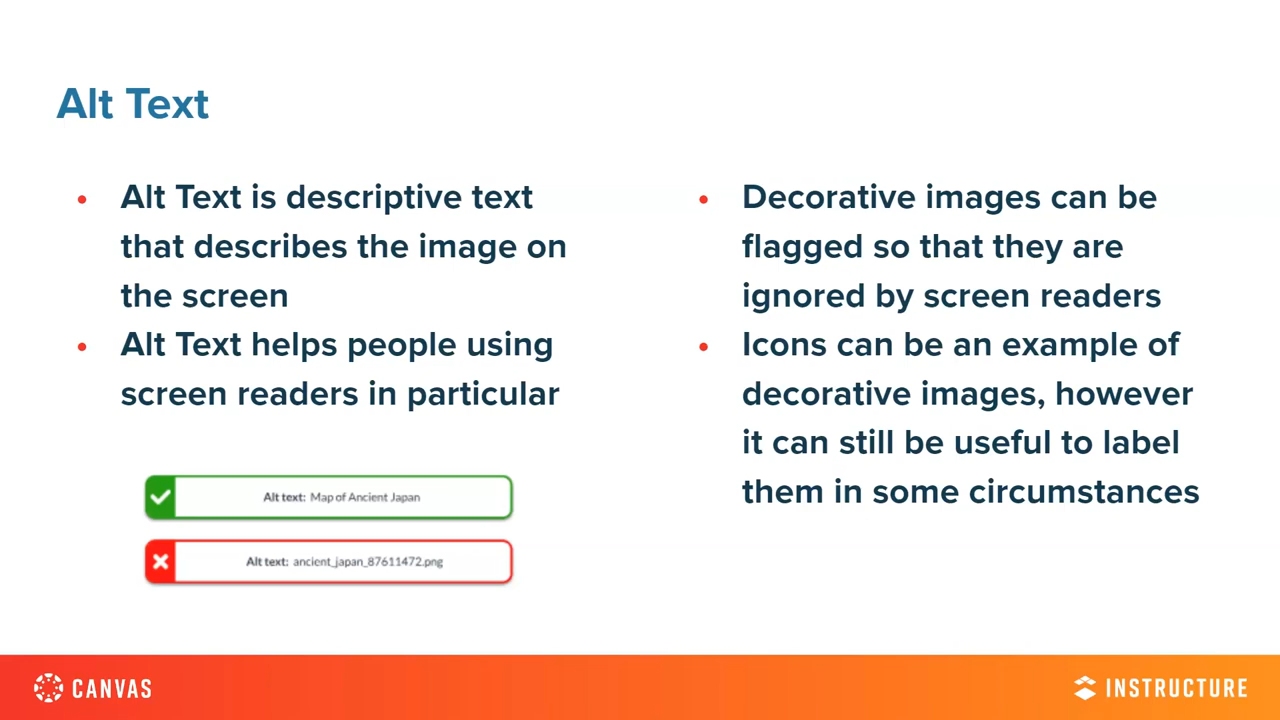 Alt Text
• Alt Text is descriptive text
that describes the image on
the screen
• Alt Text helps people using
screen readers in particular
Alt text: Map of Ancient Japan
Alt text: ancient_japan_87611472.png
• Decorative images can be
flagged so that they are
ignored by screen readers
• Icons can be an example of
decorative images, however
it can still be useful to label
them in some circumstances
CANVAS
INSTRUCTURE